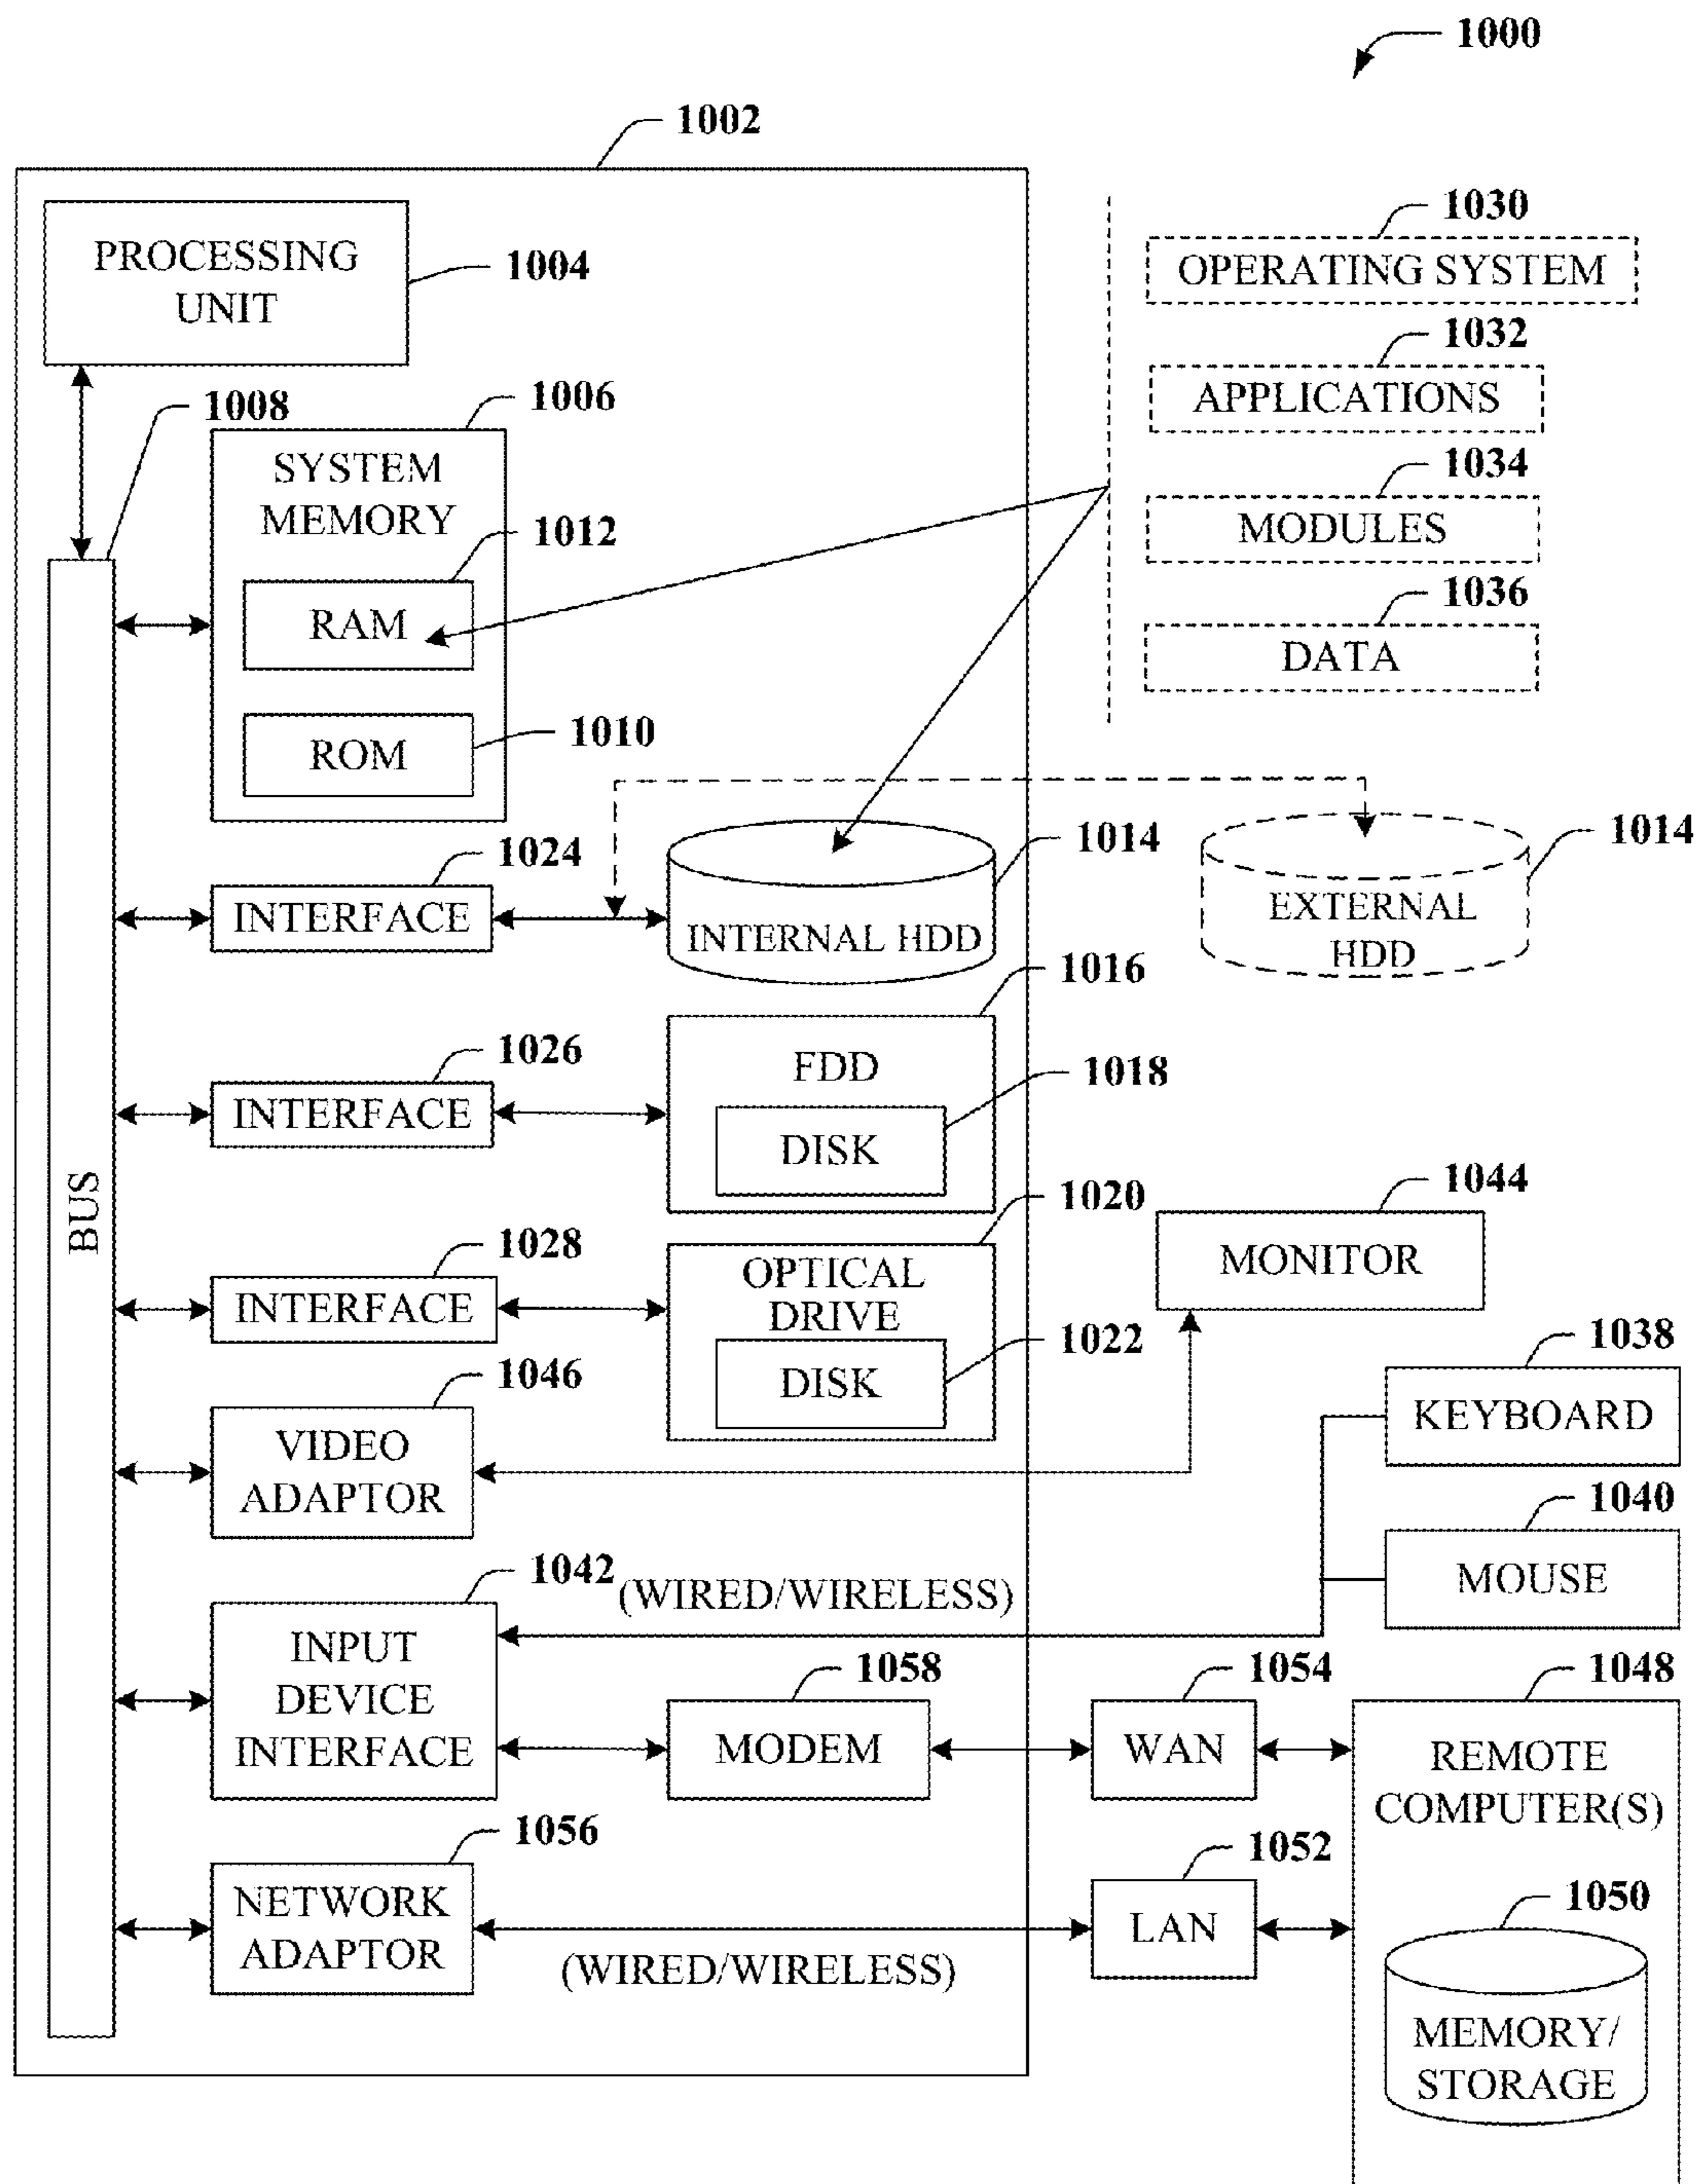 1000
1002
PROCESSING
UNIT
1004
1030
OPERATING SYSTEM
1032
APPLICATIONS
1034
MODULES
1036
DATA
1008
1006
SYSTEM
MEMORY
1012
RAM
1010
ROM
BUS
1024
INTERFACE
1014
INTERNAL HDD
1014
EXTERNAL
HDD
1026
INTERFACE
1016
FDD
1018
DISK
1028
INTERFACE
1020
OPTICAL
DRIVE
1022
DISK
1044
MONITOR
1046
VIDEO
ADAPTOR
1038
KEYBOARD
1040
MOUSE
1042
(WIRED/WIRELESS)
INPUT
DEVICE
INTERFACE
1058
MODEM
1054
WAN
1048
REMOTE
COMPUTER(S)
1056
NETWORK
ADAPTOR
(WIRED/WIRELESS)
1052
LAN
1050
MEMORY/
STORAGE